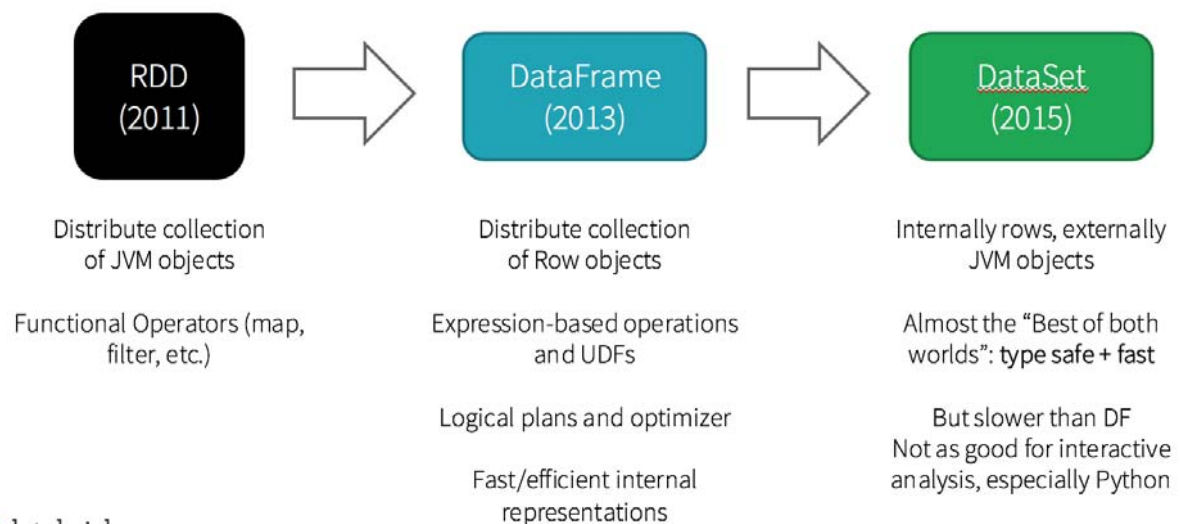 RDD
(2011)
DataFrame
(2013)
DataSet
(2015)
Distribute collection
of JVM objects
Functional Operators (map,
filter, etc.)
Distribute collection
of Row objects
Expression-based operations
and UDFs
Logical plans and optimizer
Fast/efficient internal
representations
Internally rows, externally
JVM objects
Almost the “Best of both
worlds”: type safe + fast
But slower than DF
Not as good for interactive
analysis, especially Python